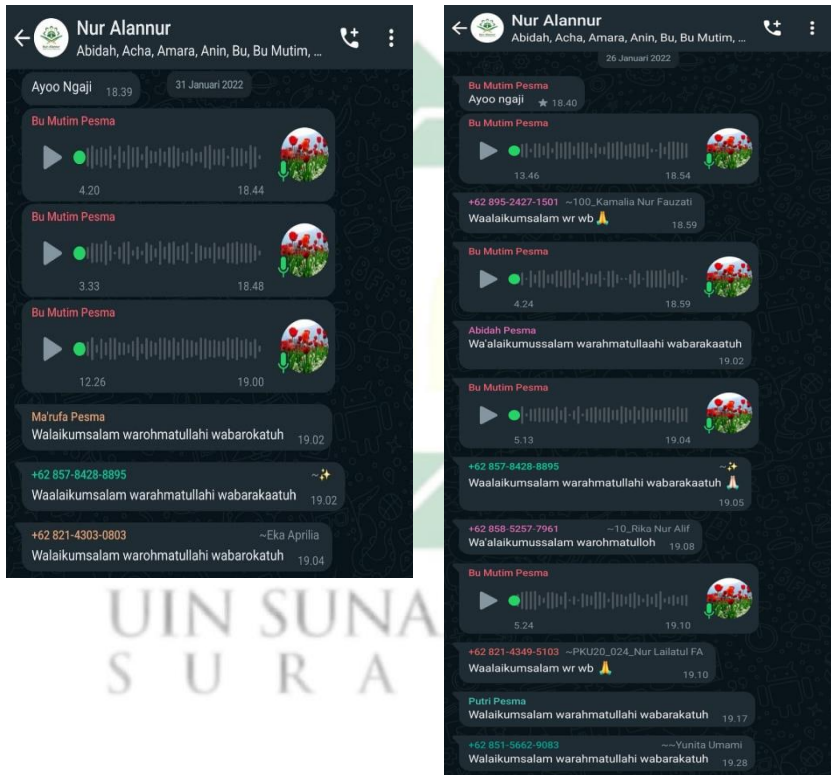 Nur Alannur
Abidah, Acha, Amara, Anin, Bu, Bu Mutim, ...
Ayoo Ngaji 18.39
31 Januari 2022
Bu Mutim Pesma
4.20 18.44
Bu Mutim Pesma
3.33 18.48
Bu Mutim Pesma
12.26 19.00
Ma'rufa Pesma
Walaikumsalam warohmatullahi wabarokatuh 19.02
+62 857-8428-8895 ~✨
Waalaikumsalam warahmatullahi wabarakaatuh 19.02
+62 821-4303-0803 ~Eka Aprilia
Walaikumsalam warohmatullahi wabarokatuh 19.04
Nur Alannur
Abidah, Acha, Amara, Anin, Bu, Bu Mutim, ...
26 Januari 2022
Bu Mutim Pesma
Ayoo ngaji ★ 18.40
Bu Mutim Pesma
13.46 18.54
+62 895-2427-1501 ~100_Kamalia Nur Fauzati
Waalaikumsalam wr wb 🙏 18.59
Bu Mutim Pesma
4.24 18.59
Abidah Pesma
Wa'alaikumussalam warahmatullaahi wabarakaatuh
19.02
Bu Mutim Pesma
5.13 19.04
+62 857-8428-8895 ~✨
Waalaikumsalam warahmatullahi wabarakaatuh 🙏🏻
19.05
+62 858-5257-7961 ~10_Rika Nur Alif
Wa'alaikumussalam warohmatulloh 19.08
Bu Mutim Pesma
5.24 19.10
+62 821-4349-5103 ~PKU20_024_Nur Lailatul FA
Waalaikumsalam wr wb 🙏 19.10
Putri Pesma
Walaikumsalam warahmatullahi wabarakatuh 19.17
+62 851-5662-9083 ~~Yunita Umami
Walaikumsalam warahmatullahi wabarakatuh 19.28
UIN SUNA
S U R A